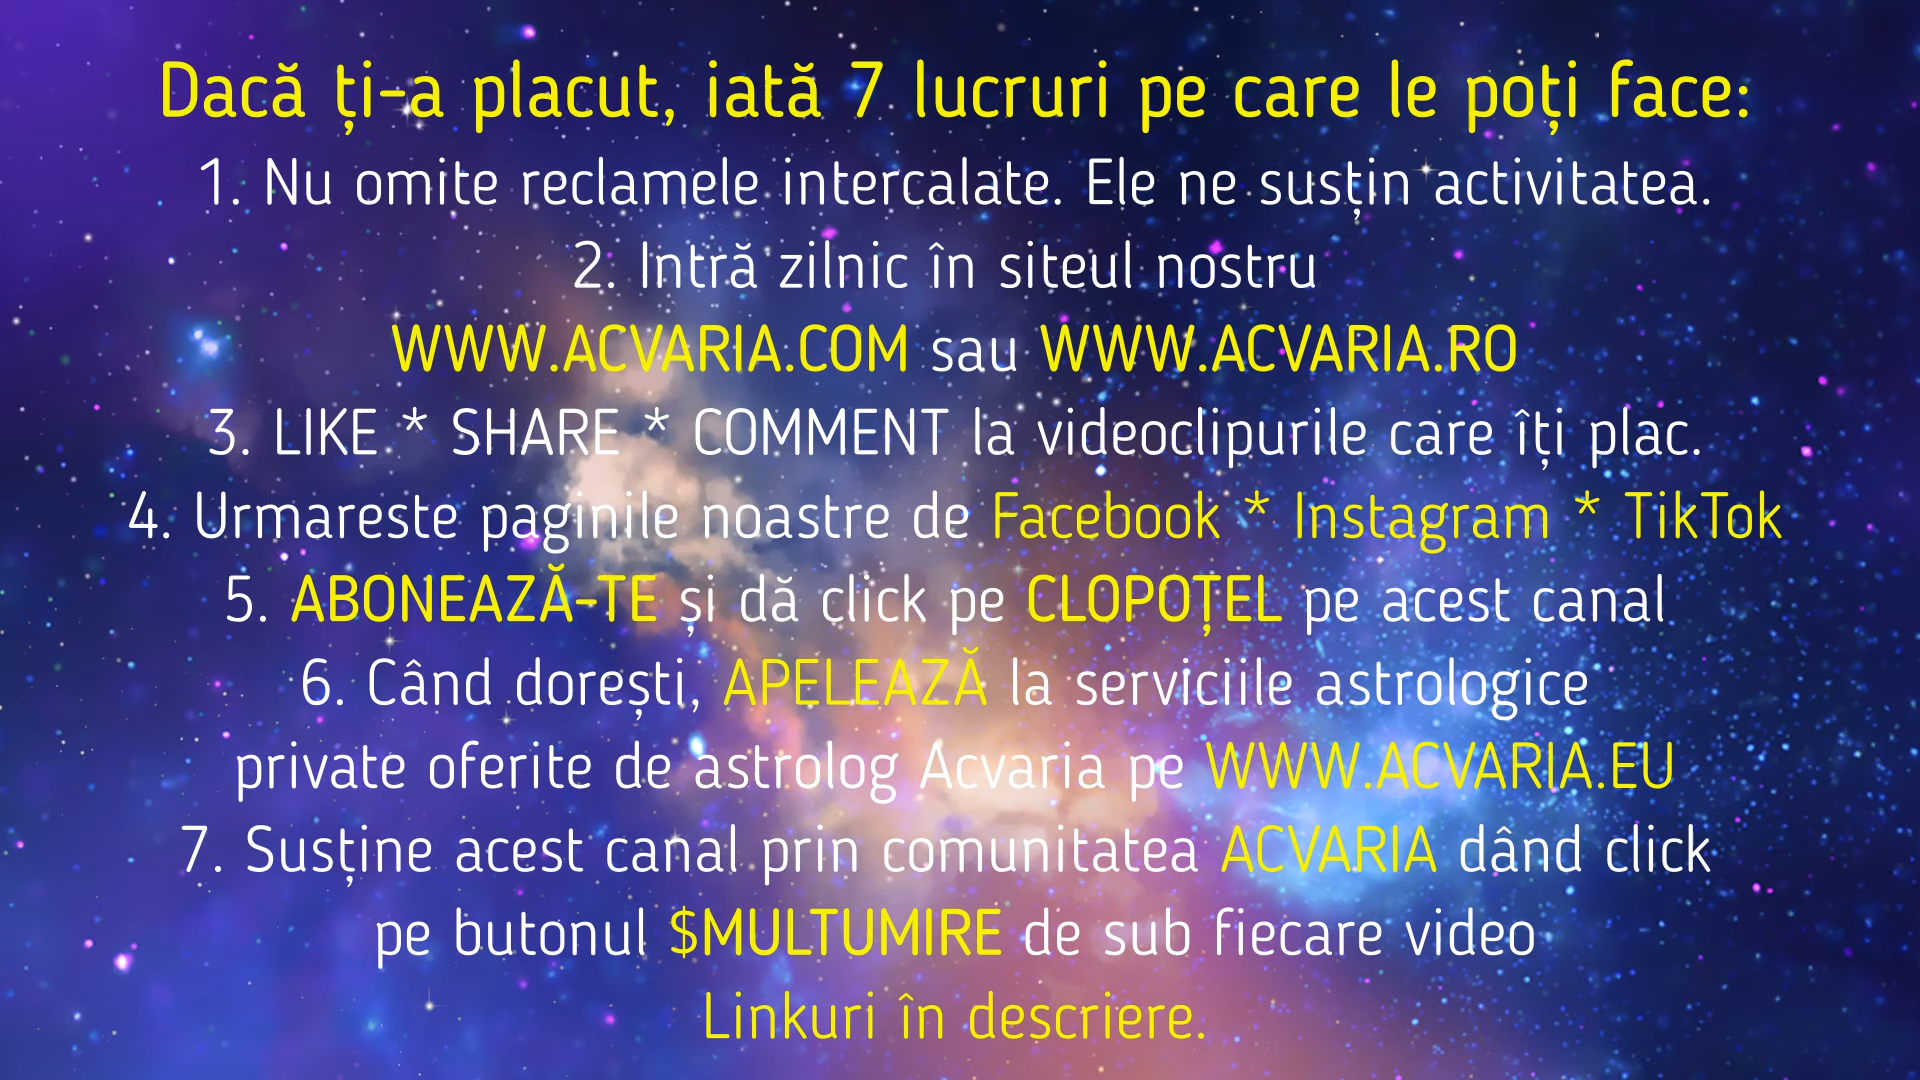 Dacă ți-a placut, iată 7 lucruri pe care le poți face:
1. Nu omite reclamele intercalate. Ele ne susțin activitatea.
2. Intră zilnic în siteul nostru
WWW.ACVARIA.COM sau WWW.ACVARIA.RO
3. LIKE * SHARE * COMMENT la videoclipurile care îți plac.
4. Urmareste paginile noastre de Facebook * Instagram * TikTok
5. ABONEAZĂ-TE și dă click pe CLOPOȚEL pe acest canal
6. Când dorești, APELEAZĂ la serviciile astrologice
private oferite de astrolog Acvaria pe WWW.ACVARIA.EU
7. Susține acest canal prin comunitatea ACVARIA dând click
pe butonul $MULTUMIRE de sub fiecare video
Linkuri în descriere.